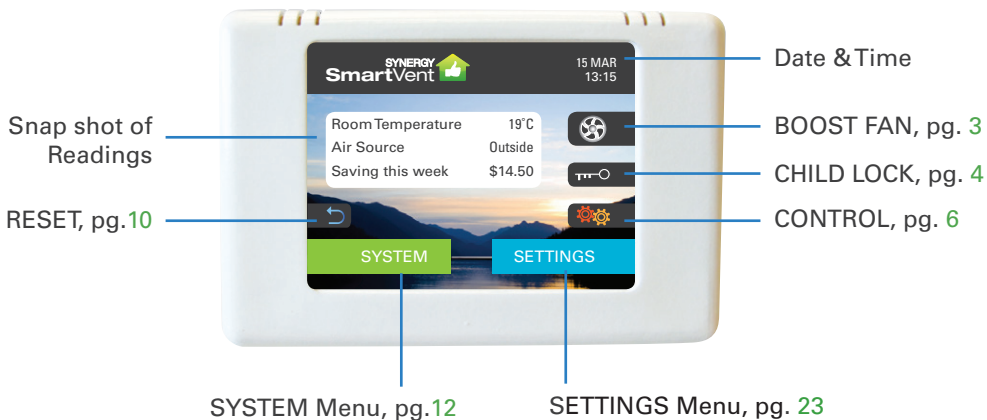 SYNERGY
SmartVent
15 MAR
13:15
Date & Time
Snap shot of
Readings
Room Temperature 19°C
Air Source Outside
Saving this week $14.50
BOOST FAN, pg. 3
CHILD LOCK, pg. 4
RESET, pg.10
CONTROL, pg. 6
SYSTEM
SETTINGS
SYSTEM Menu, pg.12
SETTINGS Menu, pg. 23